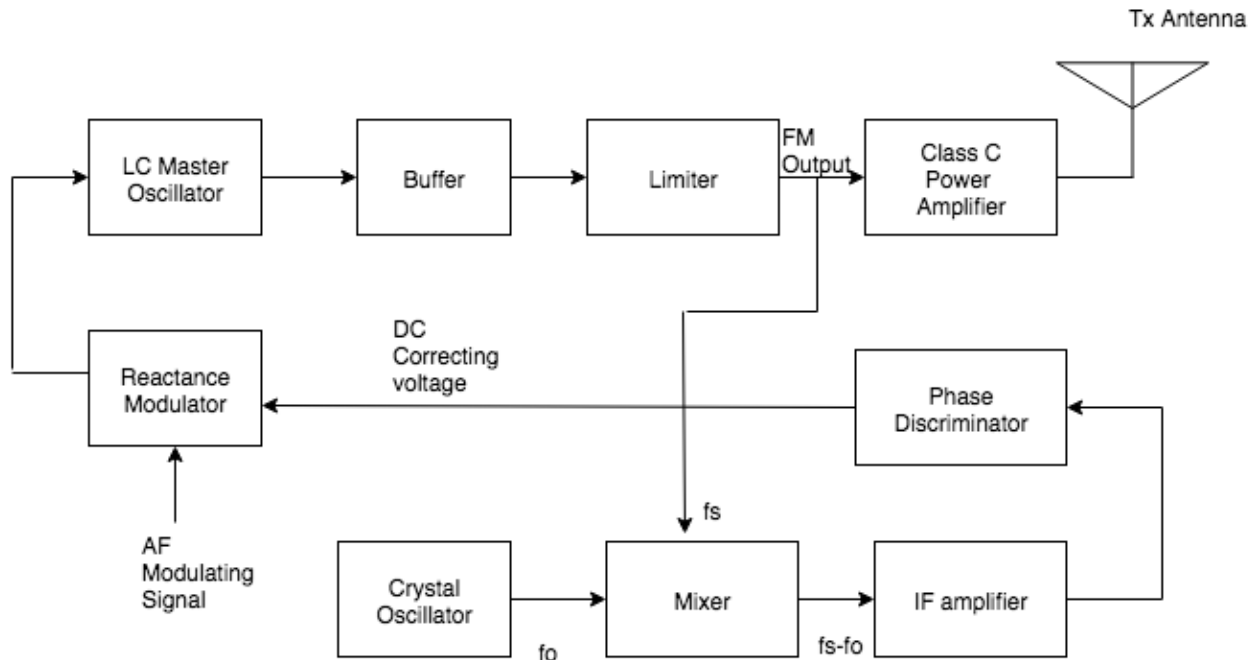 Tx Antenna
LC Master
Oscillator
Buffer
Limiter
FM
Output
Class C
Power
Amplifier
Reactance
Modulator
DC
Correcting
voltage
Phase
Discriminator
AF
Modulating
Signal
fs
Crystal
Oscillator
Mixer
IF amplifier
fo
fs-fo